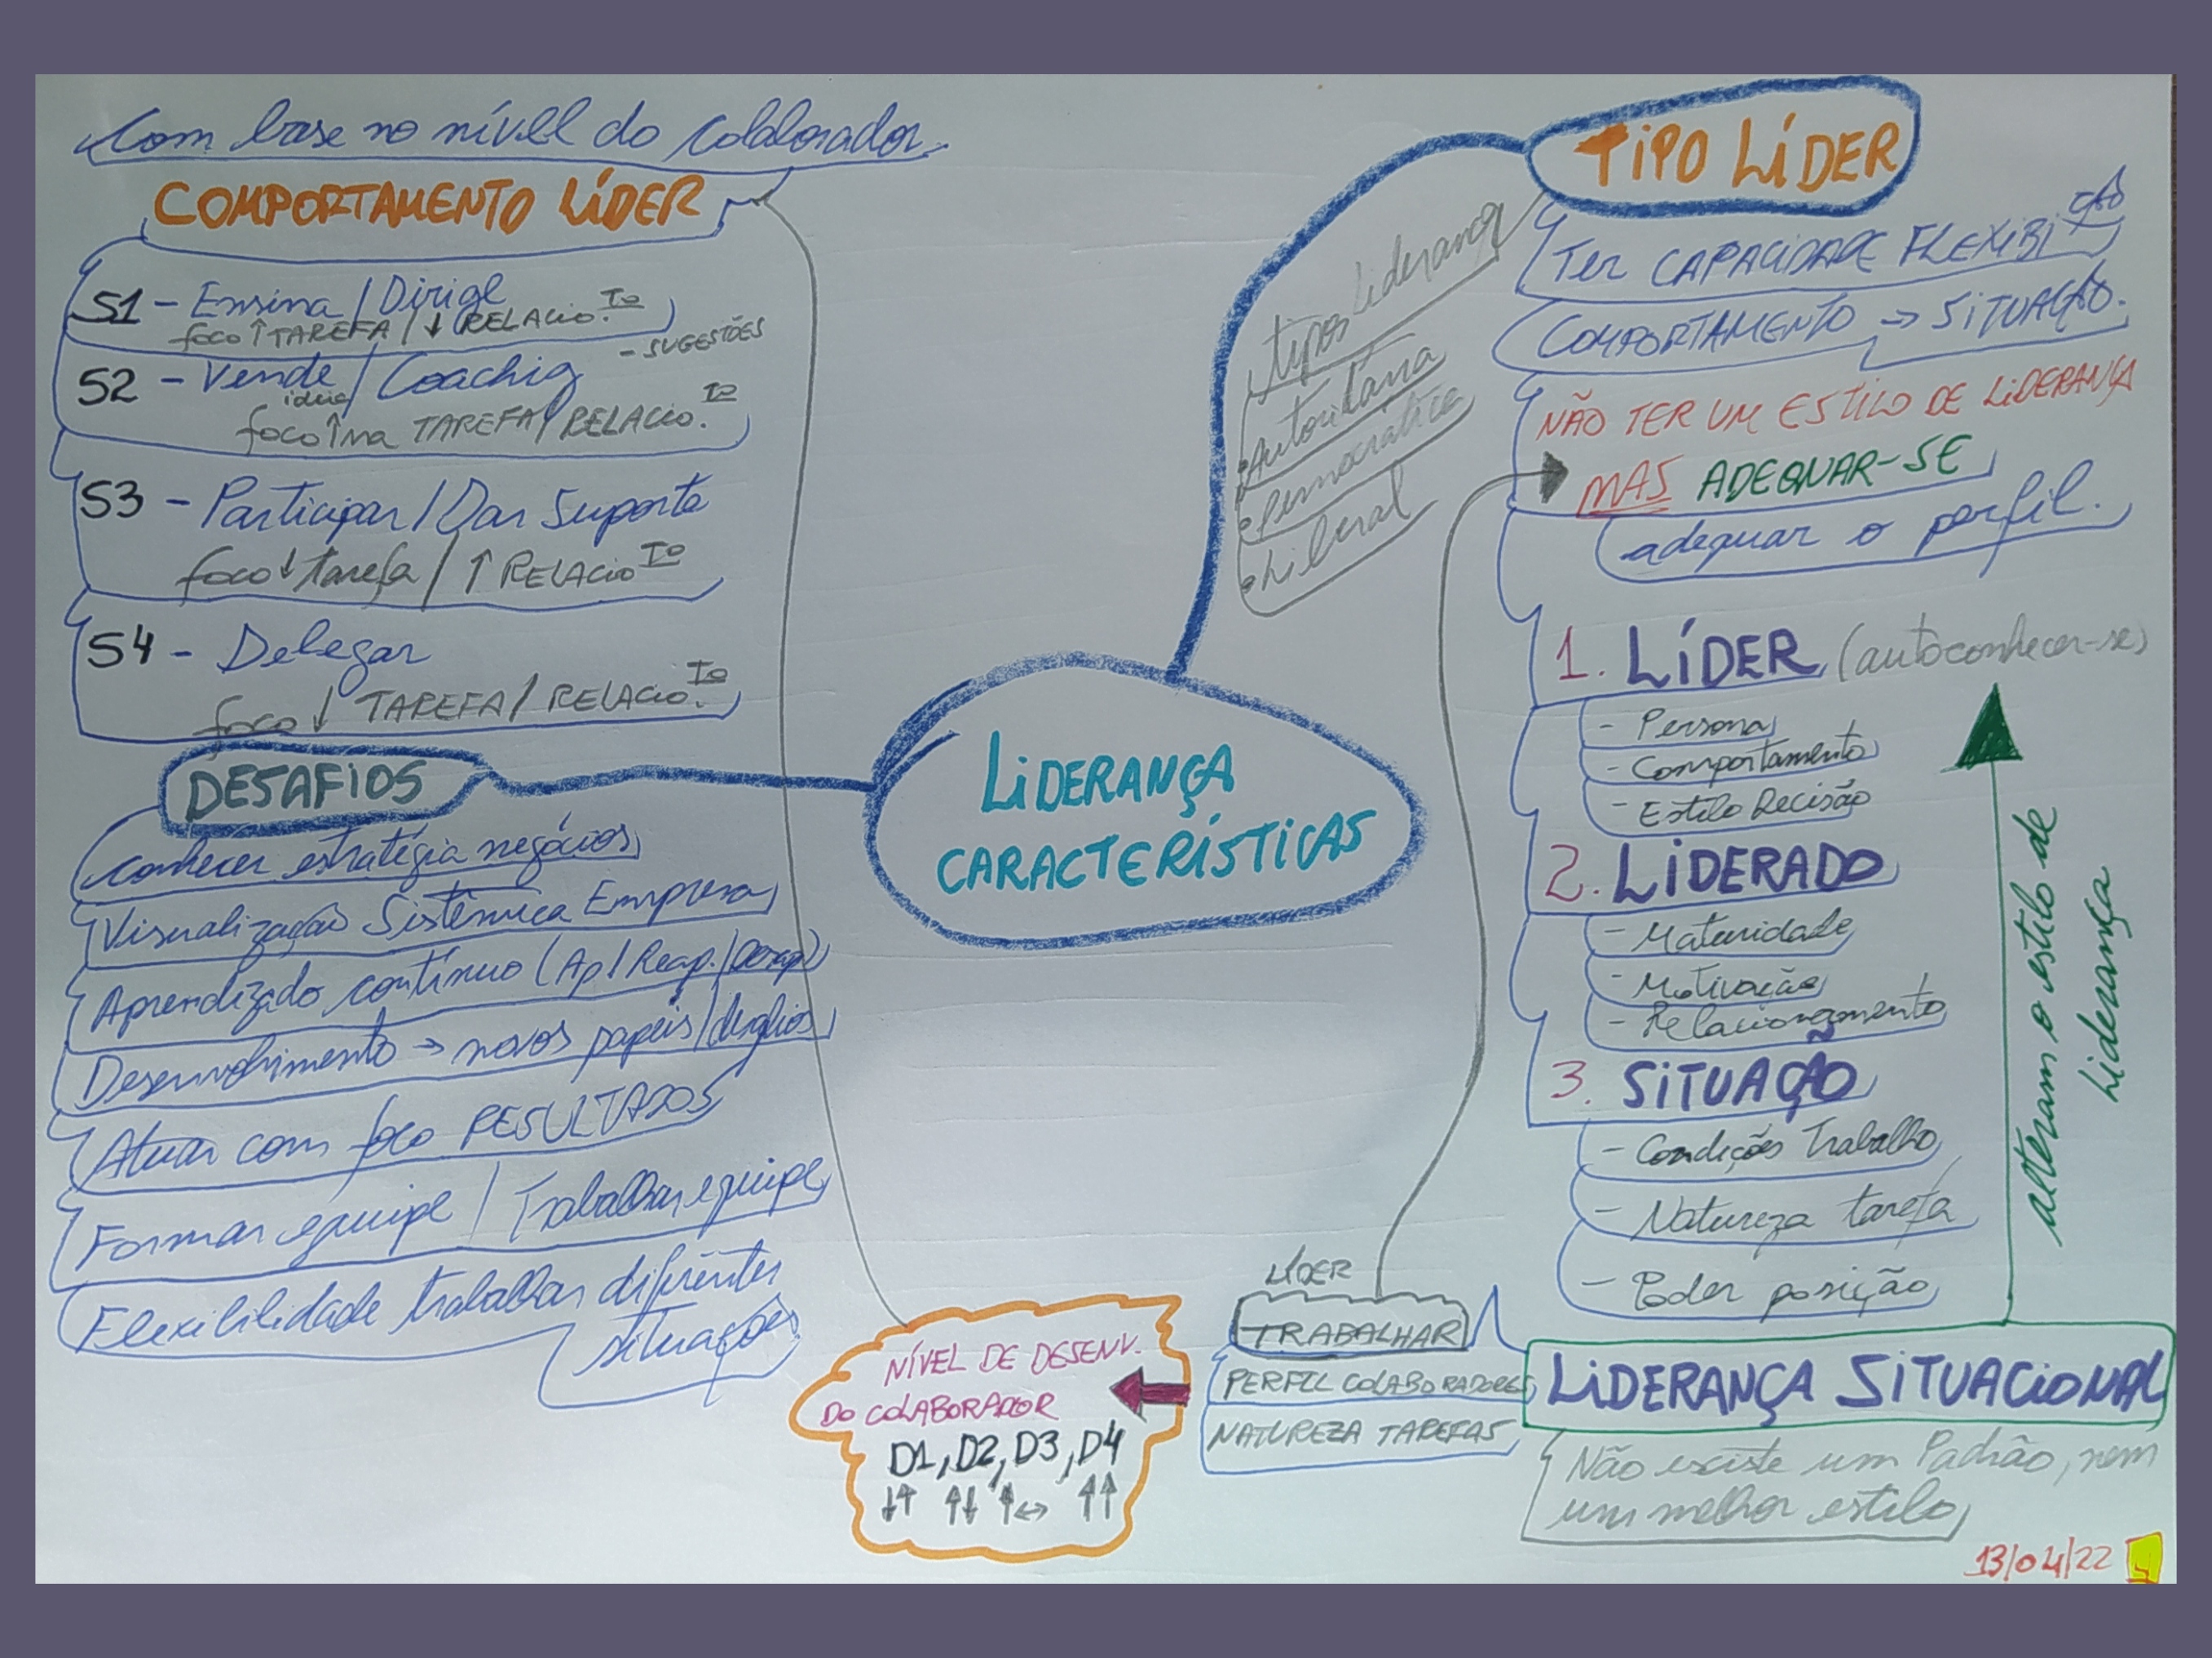 Com base no nível do colaborador.
COMPORTAMENTO LÍDER
S1 - Ensina / Dirige
foco ↑ TAREFA / ↓ RELACIO.TO
S2 - Vende / Coachig - SUGESTÕES
ideia
foco ↑ na TAREFA / RELACIO.TO
S3 - Participar / Dar Suporte
foco ↓ tarefa / ↑ RELACIO TO
S4 - Delegar
foco ↓ TAREFA / RELACIO.TO
DESAFIOS
Conhecer estratégia negócios
Visualização Sistêmica Empresa
Aprendizado contínuo (Ap / Reap. / Desap)
Desenvolvimento → novos papéis / desafios
Atuar com foco RESULTADOS
Formar equipe / Trabalhar equipe
Flexibilidade trabalhar diferentes
situações
LIDERANÇA
CARACTERÍSTICAS
TIPO LÍDER
tipos Liderança
Autoritária
Democrática
Liberal
Ter CAPACIDADE FLEXIBI ção
COMPORTAMENTO → SITUAÇÃO.
NÃO TER UM ESTILO DE LIDERANÇA
MAS ADEQUAR-SE
adequar o perfil.
1. LÍDER (autoconhecer-se)
- Persona
- Comportamento
- Estilo Decisão
2. LIDERADO
- Maturidade
- Motivação
- Relacionamento
3. SITUAÇÃO
- Condições Trabalho
- Natureza tarefa
- Poder posição
alteram o estilo de
Liderança
LIDERANÇA SITUACIONAL
Não existe um Padrão, nem
um melhor estilo
LÍDER
TRABALHAR
PERFIL COLABORADORES
NATUREZA TAREFAS
NÍVEL DE DESENV.
DO COLABORADOR
D1, D2, D3, D4
↓↑ ↑↓ ↑↔ ↑↑
13/04/22